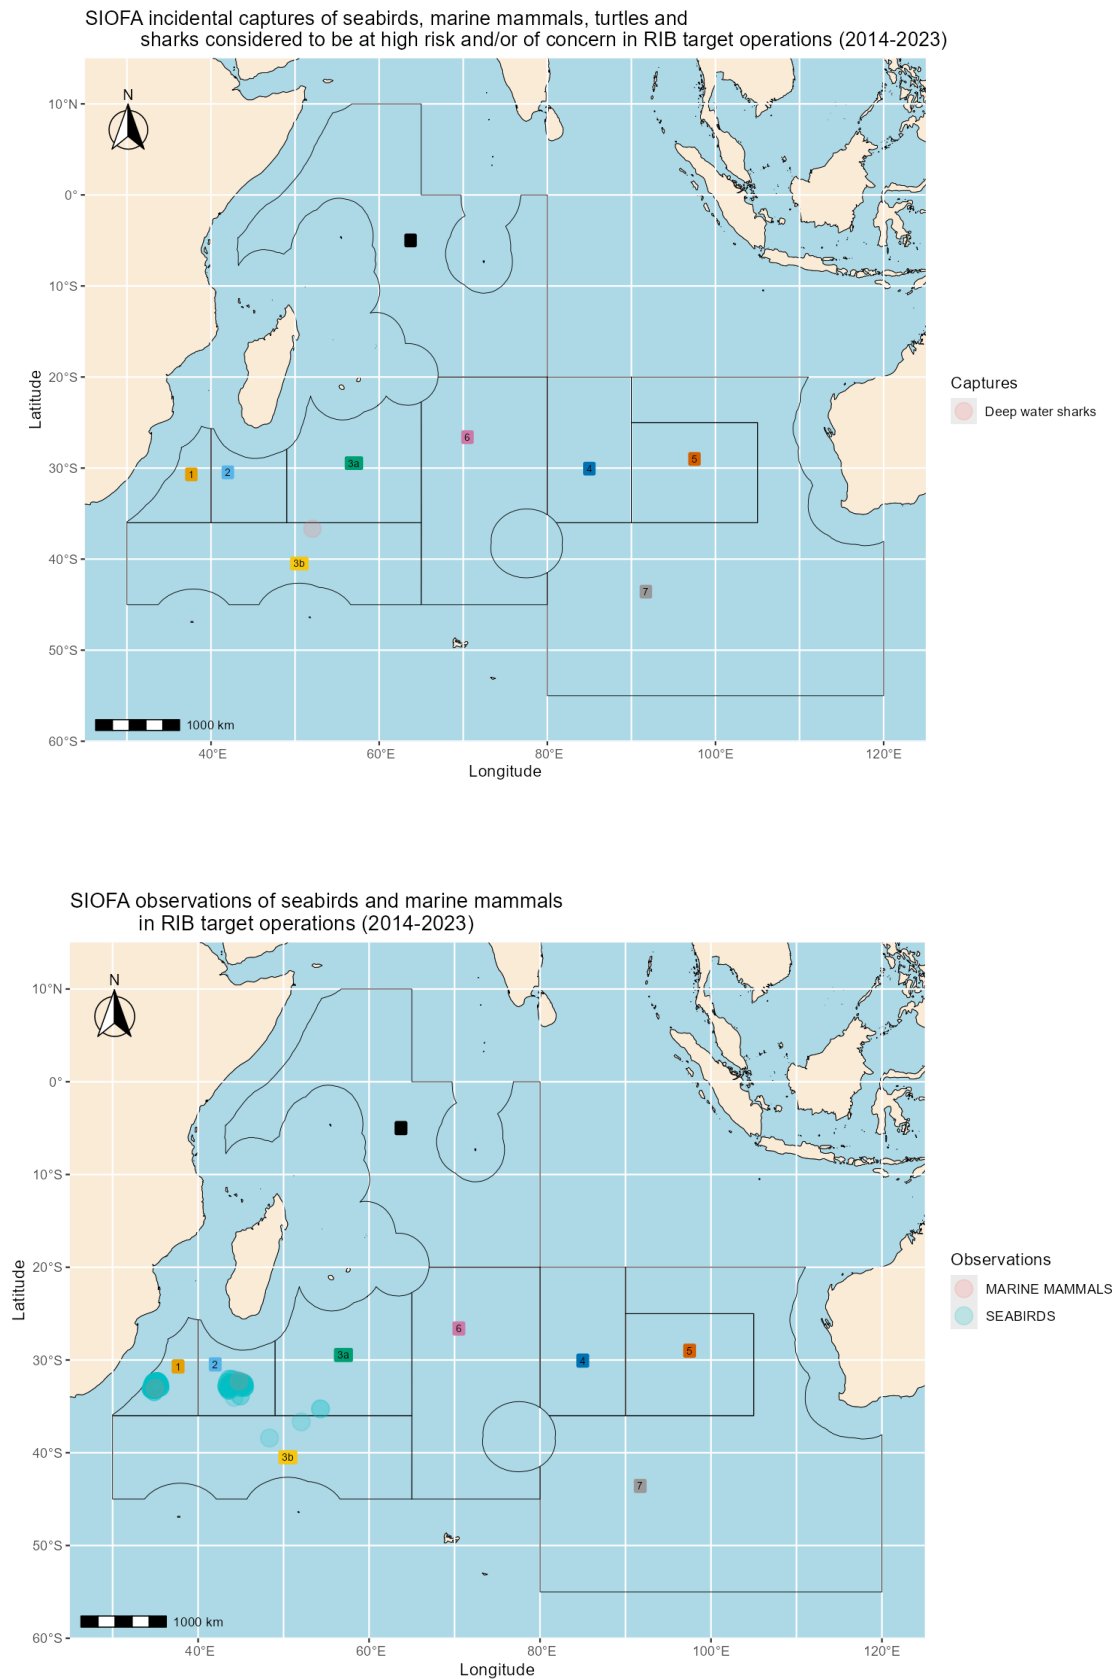 SIOFA incidental captures of seabirds, marine mammals, turtles and
sharks considered to be at high risk and/or of concern in RIB target operations (2014-2023)
N
10°N
0°
10°S
20°S
30°S
40°S
50°S
60°S
Latitude
6
1
2
3a
4
5
3b
7
1000 km
40°E
60°E
80°E
100°E
120°E
Longitude
Captures
Deep water sharks
SIOFA observations of seabirds and marine mammals
in RIB target operations (2014-2023)
N
10°N
0°
10°S
20°S
30°S
40°S
50°S
60°S
Latitude
6
1
2
3a
4
5
3b
7
1000 km
40°E
60°E
80°E
100°E
120°E
Longitude
Observations
MARINE MAMMALS
SEABIRDS